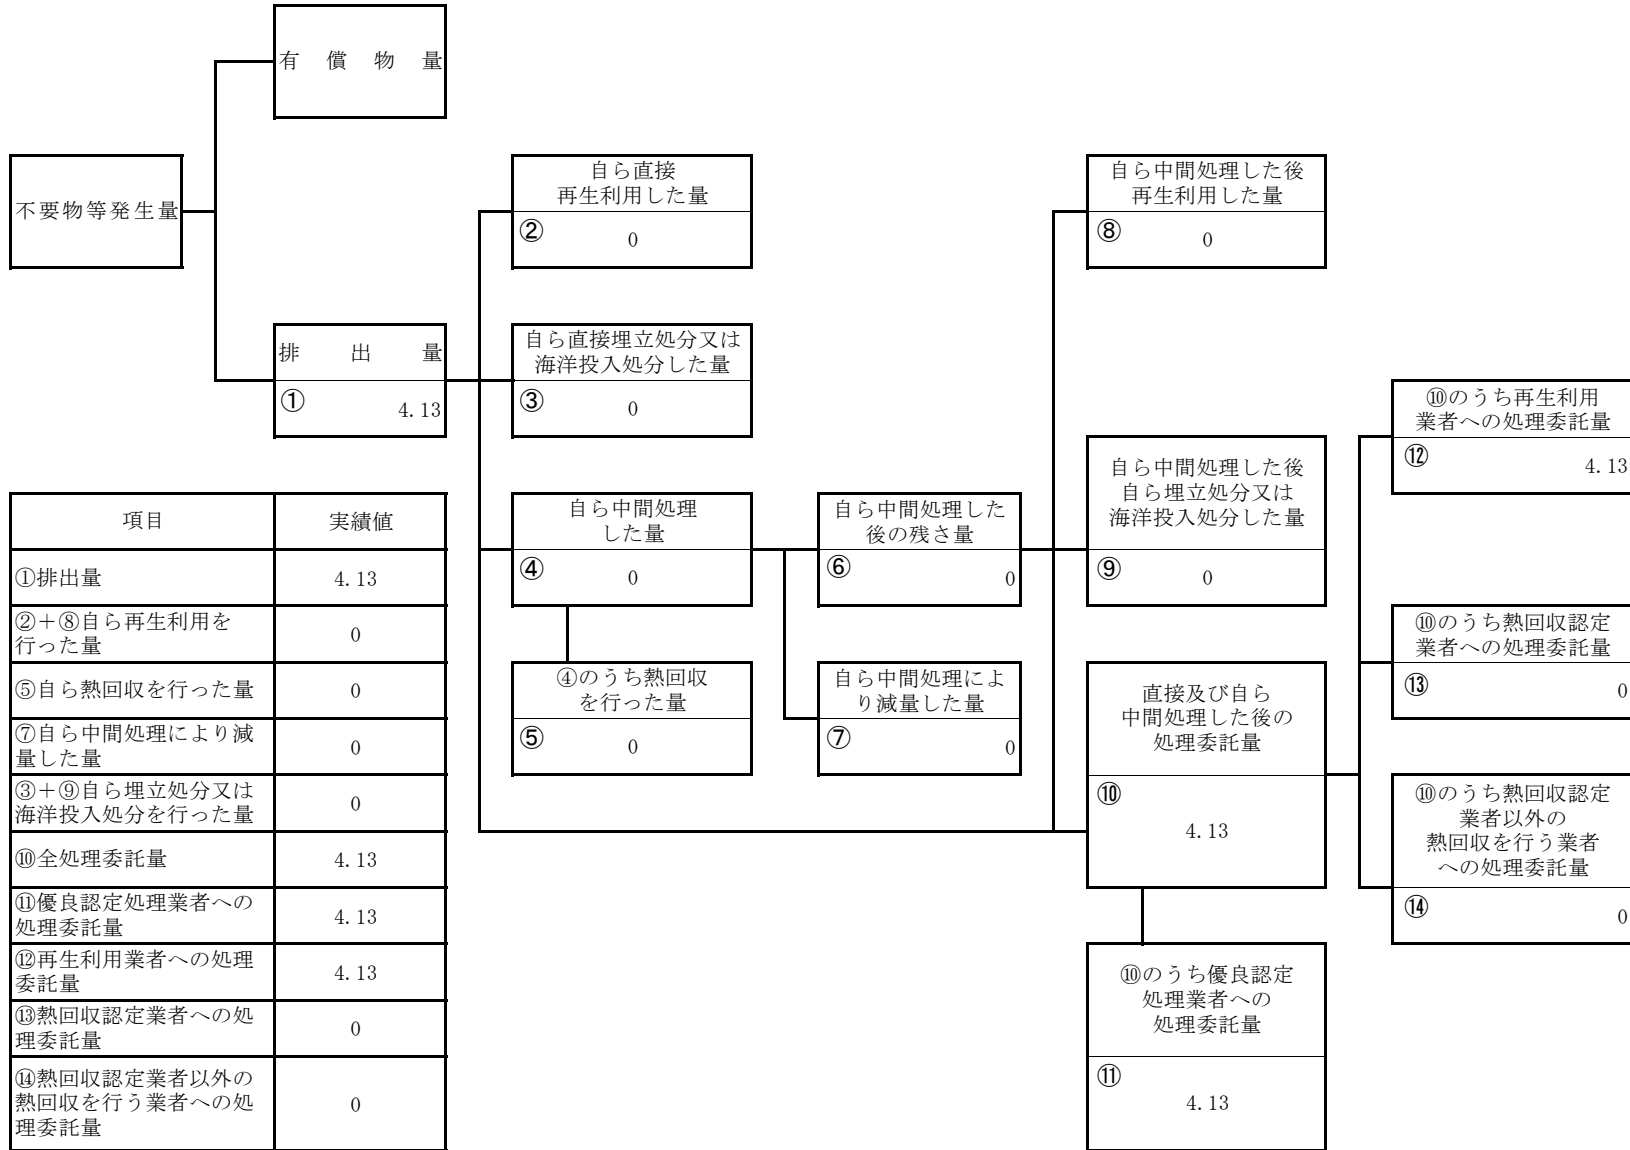 有償物量
不要物等発生量
排出量
① 4.13
自ら直接
再生利用した量
② 0
自ら直接埋立処分又は
海洋投入処分した量
③ 0
自ら中間処理
した量
④ 0
④のうち熱回収
を行った量
⑤ 0
自ら中間処理した
後の残さ量
⑥ 0
自ら中間処理によ
り減量した量
⑦ 0
自ら中間処理した後
再生利用した量
⑧ 0
自ら中間処理した後
自ら埋立処分又は
海洋投入処分した量
⑨ 0
直接及び自ら
中間処理した後の
処理委託量
⑩
4.13
⑩のうち優良認定
処理業者への
処理委託量
⑪
4.13
⑩のうち再生利用
業者への処理委託量
⑫ 4.13
⑩のうち熱回収認定
業者への処理委託量
⑬ 0
⑩のうち熱回収認定
業者以外の
熱回収を行う業者
への処理委託量
⑭ 0
項目 実績値
①排出量 4.13
②+⑧自ら再生利用を
行った量 0
⑤自ら熱回収を行った量 0
⑦自ら中間処理により減
量した量 0
③+⑨自ら埋立処分又は
海洋投入処分を行った量 0
⑩全処理委託量 4.13
⑪優良認定処理業者への
処理委託量 4.13
⑫再生利用業者への処理
委託量 4.13
⑬熱回収認定業者への処
理委託量 0
⑭熱回収認定業者以外の
熱回収を行う業者への処
理委託量 0